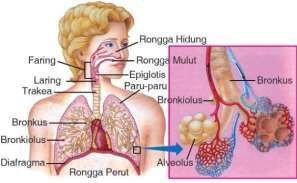 Rongga Hidung
Faring
Rongga Mulut
Epiglotis
Laring
Paru-paru
Trakea
Bronkus
Bronkiolus
Diafragma
Rongga Perut
Bronkus
Bronkiolus
Alveolus